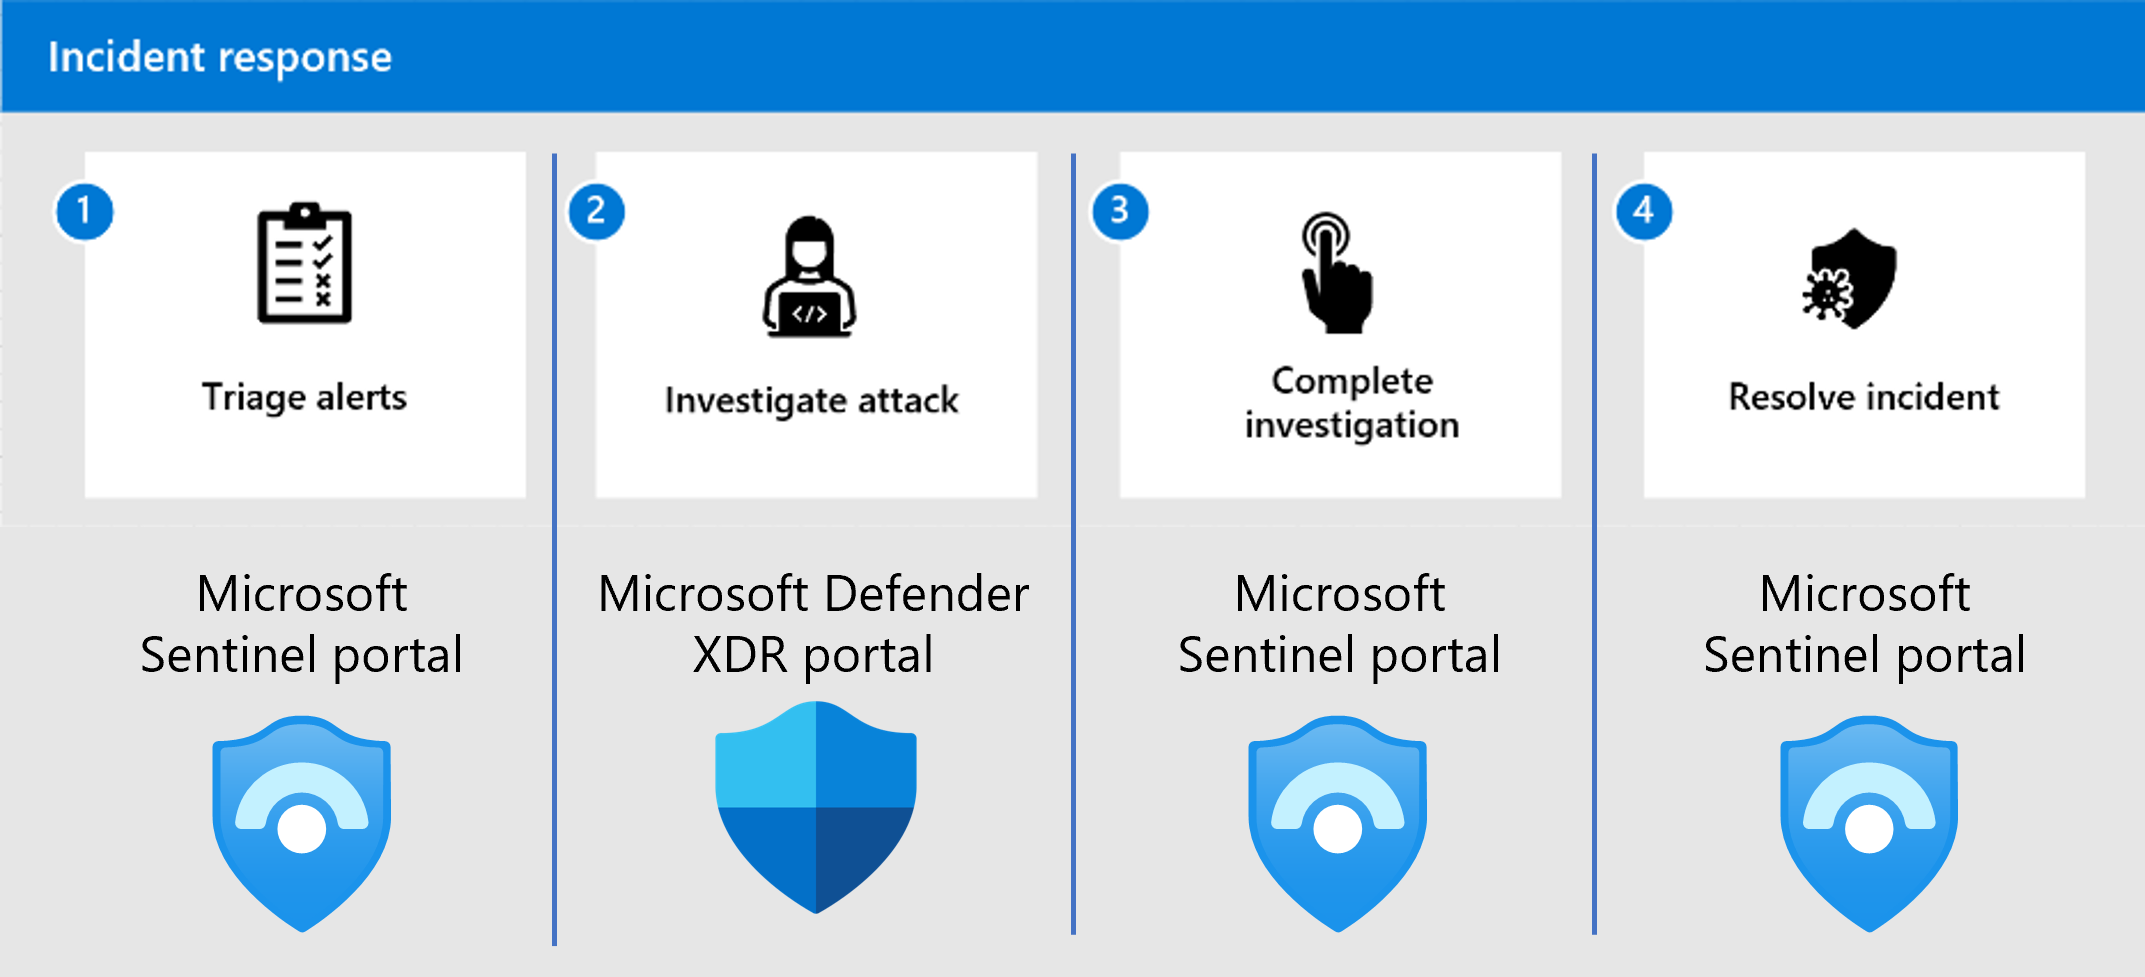 Incident response
1
Triage alerts
Microsoft
Sentinel portal
2
</>
Investigate attack
Microsoft Defender
XDR portal
3
Complete
investigation
Microsoft
Sentinel portal
4
Resolve incident
Microsoft
Sentinel portal